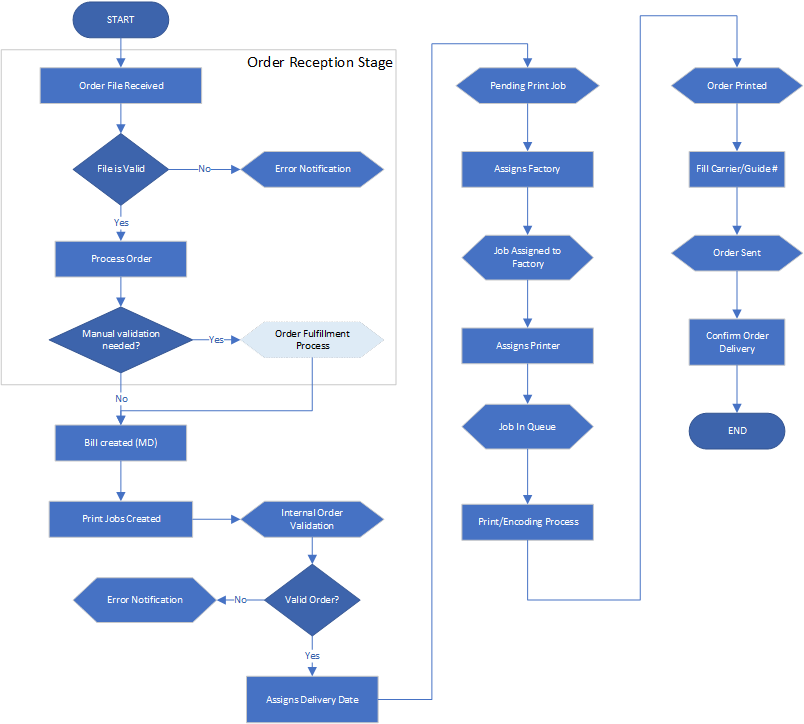 START
Order Reception Stage
Order File Received
File is Valid
No
Error Notification
Yes
Process Order
Manual validation
needed?
Yes
Order Fulfillment
Process
No
Bill created (MD)
Print Jobs Created
Internal Order
Validation
Error Notification
No
Valid Order?
Yes
Assigns Delivery Date
Pending Print Job
Assigns Factory
Job Assigned to
Factory
Assigns Printer
Job In Queue
Print/Encoding Process
Order Printed
Fill Carrier/Guide #
Order Sent
Confirm Order
Delivery
END